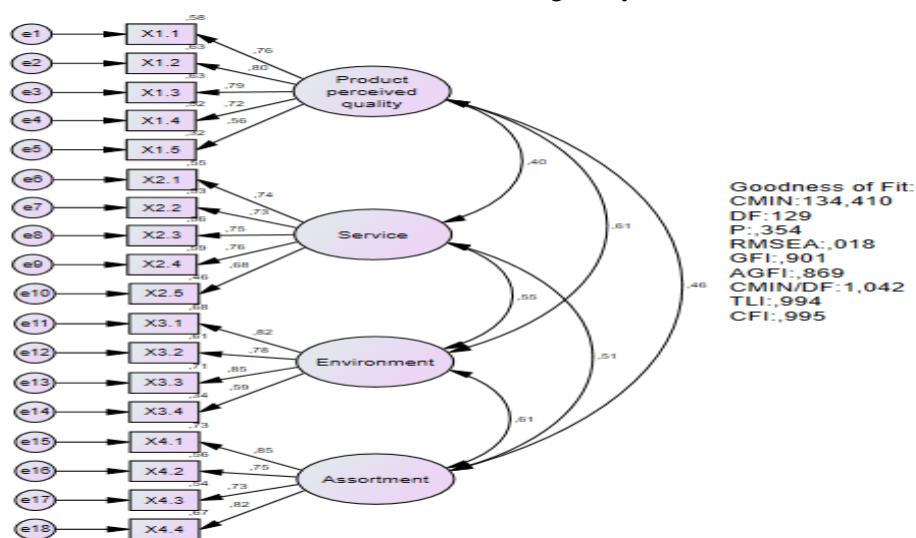 ,58
e1 X1.1 ,76
,63
e2 X1.2 ,80
,63
e3 X1.3 ,79
,52
e4 X1.4 ,72
,32
e5 X1.5 ,56
Product
perceived
quality
,55
e6 X2.1 ,74
,53
e7 X2.2 ,73
,56
e8 X2.3 ,75
,59
e9 X2.4 ,76
,46
e10 X2.5 ,68
Service
,68
e11 X3.1 ,82
,61
e12 X3.2 ,78
,71
e13 X3.3 ,85
,34
e14 X3.4 ,59
Environment
,73
e15 X4.1 ,85
,56
e16 X4.2 ,75
,54
e17 X4.3 ,73
,67
e18 X4.4 ,82
Assortment
,40
,61
,55
,46
,51
,61
Goodness of Fit:
CMIN:134,410
DF:129
P:,354
RMSEA:,018
GFI:,901
AGFI:,869
CMIN/DF:1,042
TLI:,994
CFI:,995